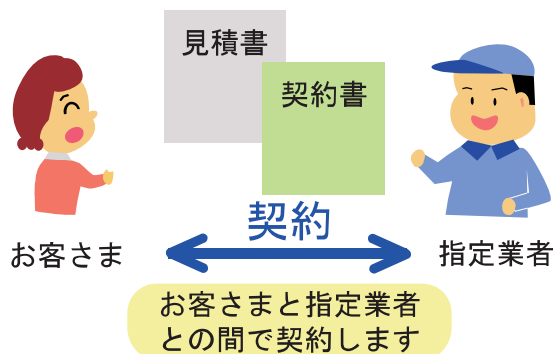 見積書
契約書
契約
お客さま
指定業者
お客さまと指定業者
との間で契約します